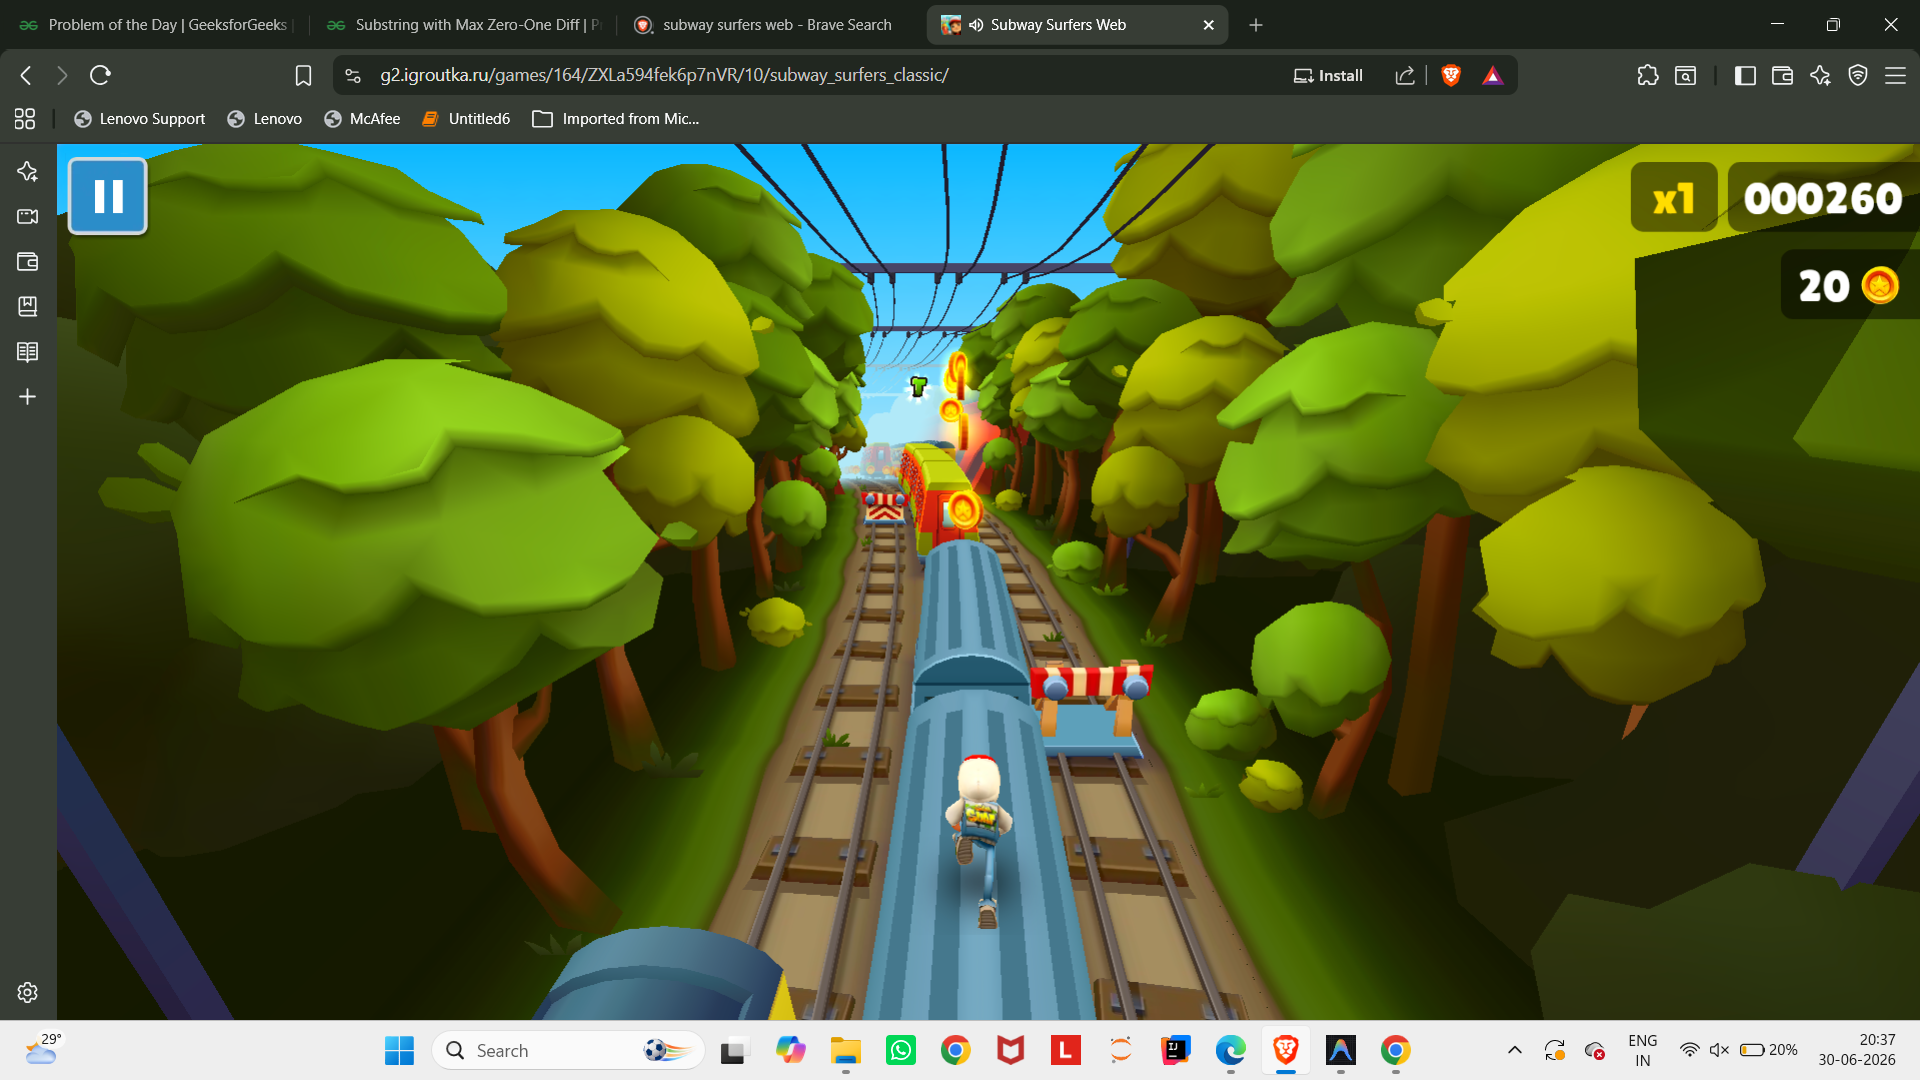 Problem of the Day | GeeksforGeeks
Substring with Max Zero-One Diff | P
subway surfers web - Brave Search
Subway Surfers Web
g2.igroutka.ru/games/164/ZXLa594fek6p7nVR/10/subway_surfers_classic/
Install
Lenovo Support
Lenovo
McAfee
Untitled6
Imported from Mic...
x1
000260
20
29°
Search
L
IJ
ENG
IN
20%
20:37
30-06-2026